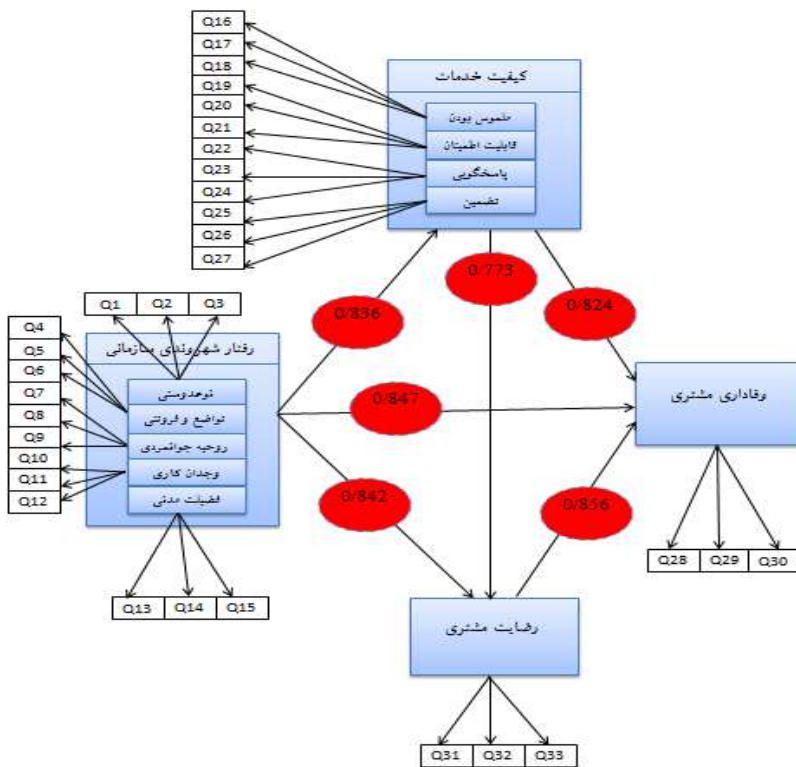 Q16
Q17
Q18
Q19
Q20
Q21
Q22
Q23
Q24
Q25
Q26
Q27
کیفیت خدمات
ملموس بودن
قابلیت اطمینان
پاسخگویی
تضمین
0/836
0/773
0/824
Q1 Q2 Q3
Q4
Q5
Q6
Q7
Q8
Q9
Q10
Q11
Q12
رفتار شهروندی سازمانی
نوعدوستی
تواضع و فروتنی
روحیه جوانمردی
وجدان کاری
فضیلت مدنی
Q13 Q14 Q15
0/847
0/842
0/856
وفاداری مشتری
Q28 Q29 Q30
رضایت مشتری
Q31 Q32 Q33